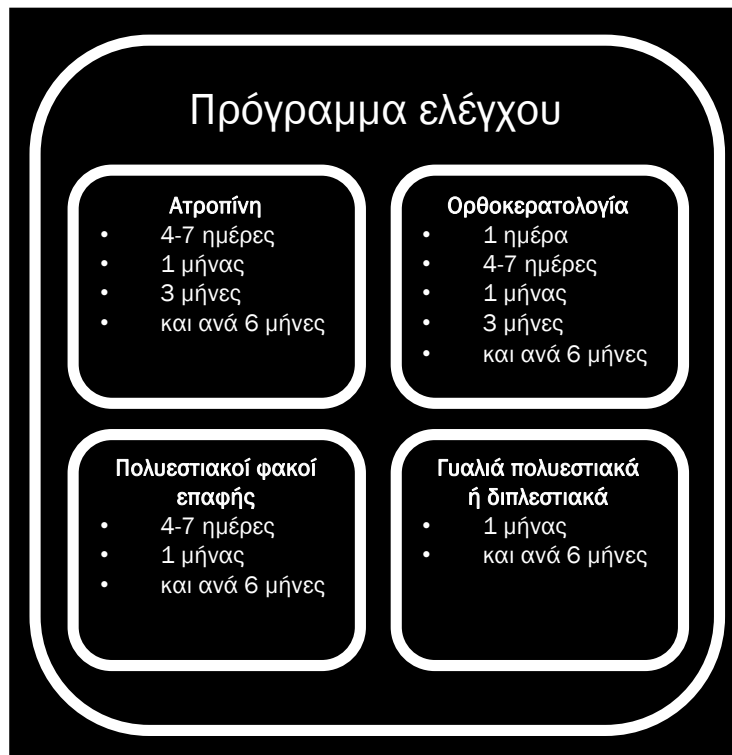 Πρόγραμμα ελέγχου
Ατροπίνη
• 4-7 ημέρες
• 1 μήνας
• 3 μήνες
• και ανά 6 μήνες
Ορθοκερατολογία
• 1 ημέρα
• 4-7 ημέρες
• 1 μήνας
• 3 μήνες
• και ανά 6 μήνες
Πολυεστιακοί φακοί
επαφής
• 4-7 ημέρες
• 1 μήνας
• και ανά 6 μήνες
Γυαλιά πολυεστιακά
ή διπλεστιακά
• 1 μήνας
• και ανά 6 μήνες